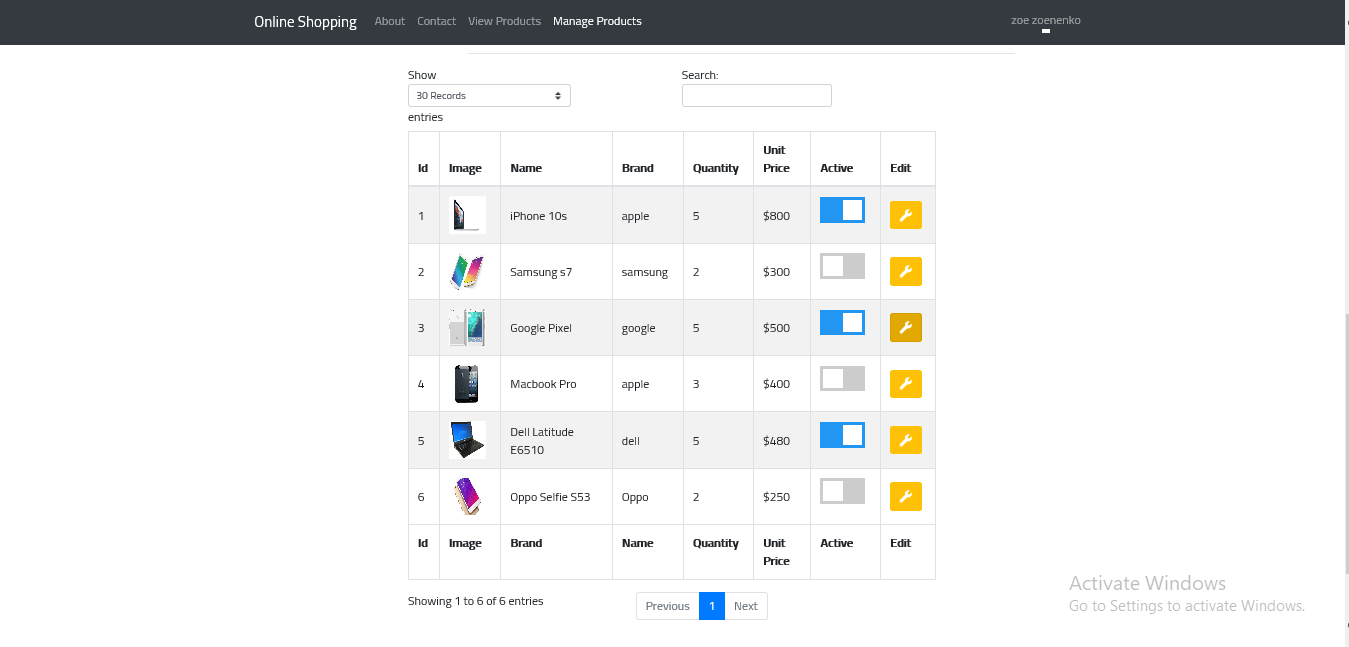 Online Shopping About Contact View Products Manage Products zoe zoenenko
Show Search:
30 Records
entries
Id Image Name Brand Quantity Unit Price Active Edit
1 iPhone 10s apple 5 $800
2 Samsung s7 samsung 2 $300
3 Google Pixel google 5 $500
4 Macbook Pro apple 3 $400
5 Dell Latitude E6510 dell 5 $480
6 Oppo Selfie S53 Oppo 2 $250
Id Image Brand Name Quantity Unit Price Active Edit
Showing 1 to 6 of 6 entries Previous 1 Next
Activate Windows
Go to Settings to activate Windows.